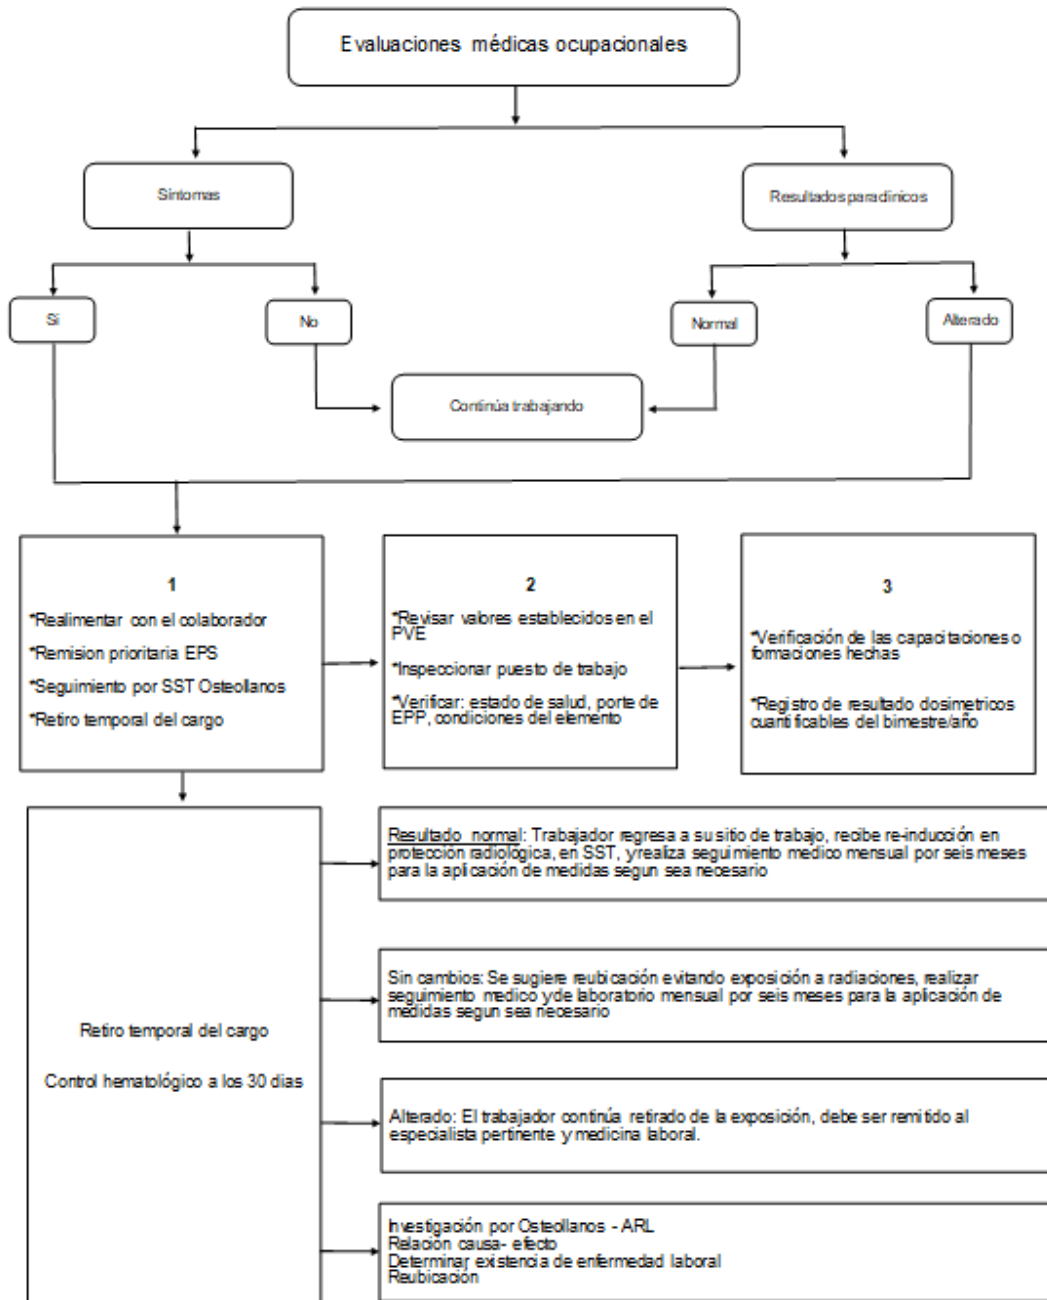 Evaluaciones médicas ocupacionales
Síntomas
Resultados paraclinicos
Si
No
Normal
Alterado
Continúa trabajando
1
*Realimentar con el colaborador
*Remision prioritaria EPS
*Seguimiento por SST Osteollanos
*Retiro temporal del cargo
2
*Revisar valores establecidos en el
PVE
*Inspeccionar puesto de trabajo
*Verificar: estado de salud, porte de
EPP, condiciones del elemento
3
*Verificación de las capacitaciones o
formaciones hechas
*Registro de resultado dosimetricos
cuantificables del bimestre/año
Retiro temporal del cargo
Control hematológico a los 30 dias
Resultado normal: Trabajador regresa a su sitio de trabajo, recibe re-inducción en
protección radiológica, en SST, y realiza seguimiento medico mensual por seis meses
para la aplicación de medidas segun sea necesario
Sin cambios: Se sugiere reubicación evitando exposición a radiaciones, realizar
seguimiento medico y de laboratorio mensual por seis meses para la aplicación de
medidas segun sea necesario
Alterado: El trabajador continúa retirado de la exposición, debe ser remitido al
especialista pertinente y medicina laboral.
Investigación por Osteollanos - ARL
Relación causa- efecto
Determinar existencia de enfermedad laboral
Reubicación